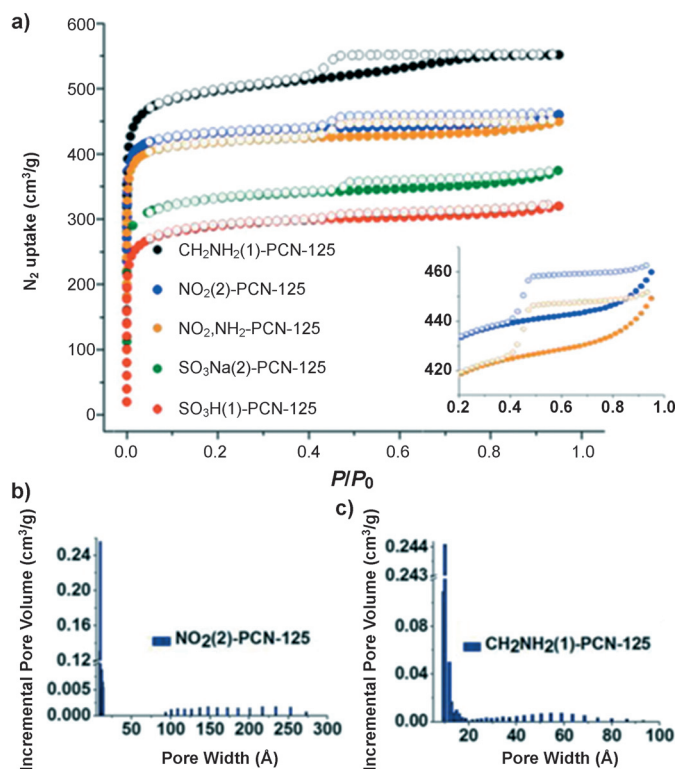 a)
600
500
400
300
200
100
0
N2 uptake (cm3/g)
CH2NH2(1)-PCN-125
NO2(2)-PCN-125
NO2,NH2-PCN-125
SO3Na(2)-PCN-125
SO3H(1)-PCN-125
460
440
420
0.2 0.4 0.6 0.8 1.0
0.0 0.2 0.4 0.6 0.8 1.0
P/P0
b)
Incremental Pore Volume (cm3/g)
0.24
0.20
0.16
0.12
0.005
0.000
NO2(2)-PCN-125
50 100 150 200 250 300
Pore Width (Å)
c)
Incremental Pore Volume (cm3/g)
0.244
0.243
0.08
0.04
0.00
CH2NH2(1)-PCN-125
20 40 60 80 100
Pore Width (Å)